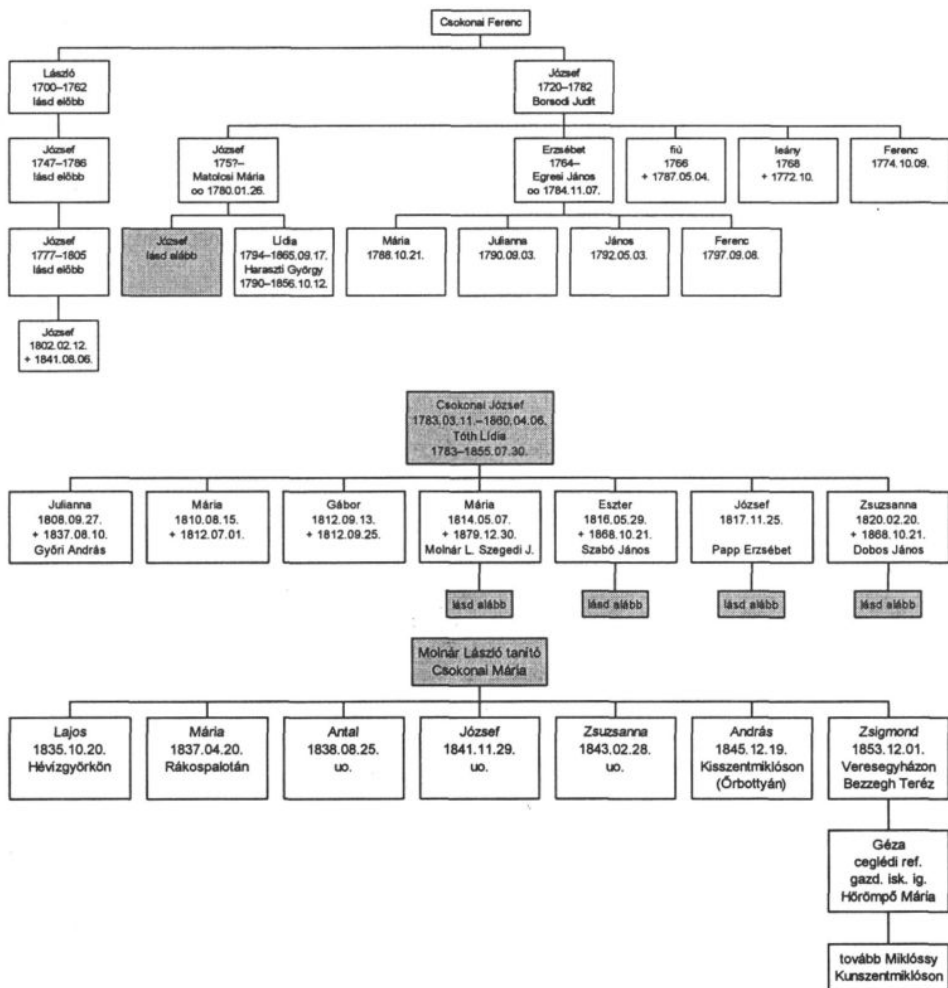 Csokonai Ferenc
László
1700–1762
lásd előbb
József
1720–1782
Borsodi Judit
József
1747–1786
lásd előbb
József
175?–
Matolcsi Mária
oo 1780.01.26.
Erzsébet
1764–
Egresi János
oo 1784.11.07.
fiú
1766
+ 1787.05.04.
leány
1768
+ 1772.10.
Ferenc
1774.10.09.
József
1777–1805
lásd előbb
József
lásd alább
Lídia
1794–1865.09.17.
Haraszti György
1790–1856.10.12.
Mária
1788.10.21.
Julianna
1790.09.03.
János
1792.05.03.
Ferenc
1797.09.08.
József
1802.02.12.
+ 1841.08.06.
Csokonai József
1783.03.11.–1860.04.06.
Tóth Lídia
1783–1855.07.30.
Julianna
1808.09.27.
+ 1837.08.10.
Győri András
Mária
1810.08.15.
+ 1812.07.01.
Gábor
1812.09.13.
+ 1812.09.25.
Mária
1814.05.07.
+ 1879.12.30.
Molnár L. Szegedi J.
Eszter
1816.05.29.
+ 1868.10.21.
Szabó János
József
1817.11.25.
Papp Erzsébet
Zsuzsanna
1820.02.20.
+ 1868.10.21.
Dobos János
lásd alább
lásd alább
lásd alább
lásd alább
Molnár László tanító
Csokonai Mária
Lajos
1835.10.20.
Hévízgyörkön
Mária
1837.04.20.
Rákospalotán
Antal
1838.08.25.
uo.
József
1841.11.29.
uo.
Zsuzsanna
1843.02.28.
uo.
András
1845.12.19.
Kisszentmiklóson
(Őrbottyán)
Zsigmond
1853.12.01.
Veresegyházon
Bezzegh Teréz
Géza
ceglédi ref.
gazd. isk. ig.
Hörömpő Mária
tovább Miklóssy
Kunszentmiklóson